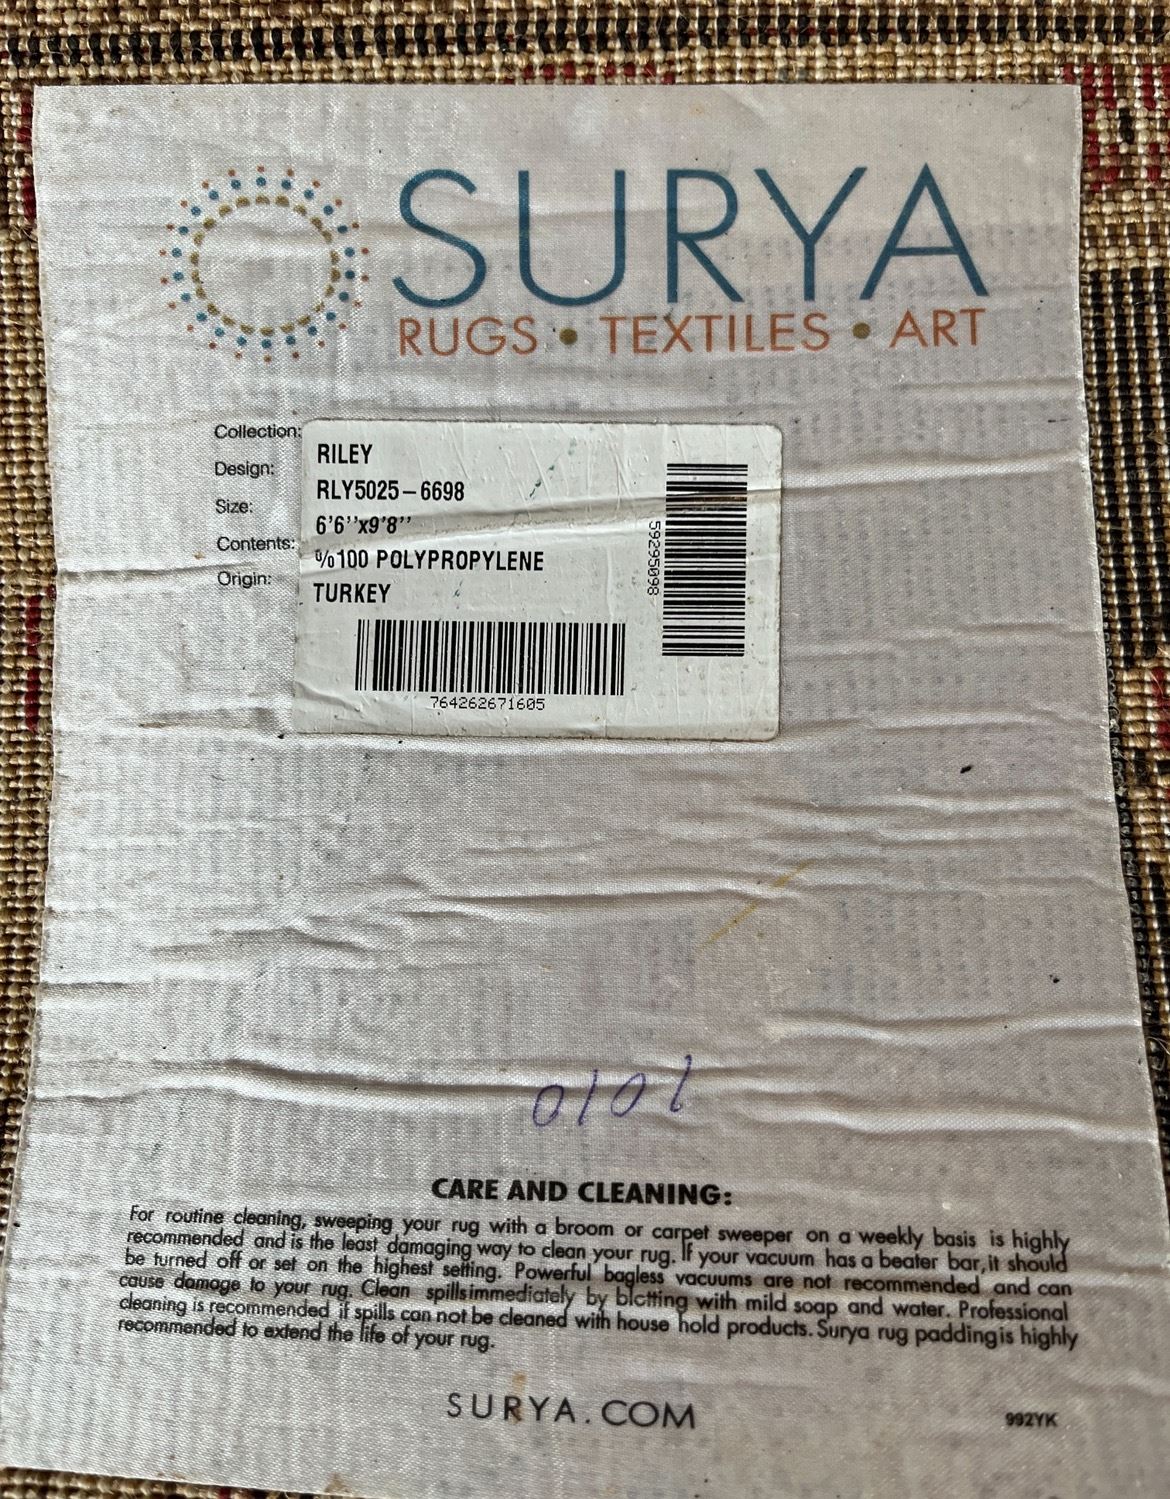 SURYA
RUGS • TEXTILES • ART
Collection: RILEY
Design: RLY5025-6698
Size: 6'6''x9'8''
Contents: %100 POLYPROPYLENE
Origin: TURKEY
59295098
764262671605
0101
CARE AND CLEANING:
For routine cleaning, sweeping your rug with a broom or carpet sweeper on a weekly basis is highly
recommended and is the least damaging way to clean your rug. If your vacuum has a beater bar, it should
be turned off or set on the highest setting. Powerful bagless vacuums are not recommended and can
cause damage to your rug. Clean spills immediately by blotting with mild soap and water. Professional
cleaning is recommended if spills can not be cleaned with house hold products. Surya rug padding is highly
recommended to extend the life of your rug.
SURYA.COM
992YK